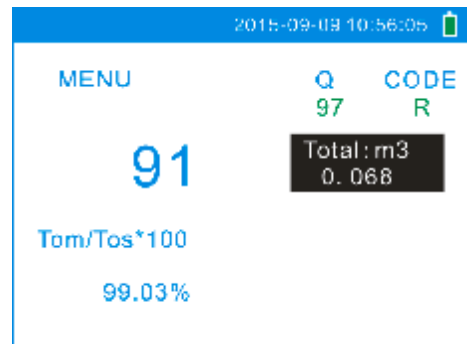 2015-09-09 10:56:05
MENU
Q CODE
97 R
91
Total:m3
0.068
Tom/Tos*100
99.03%